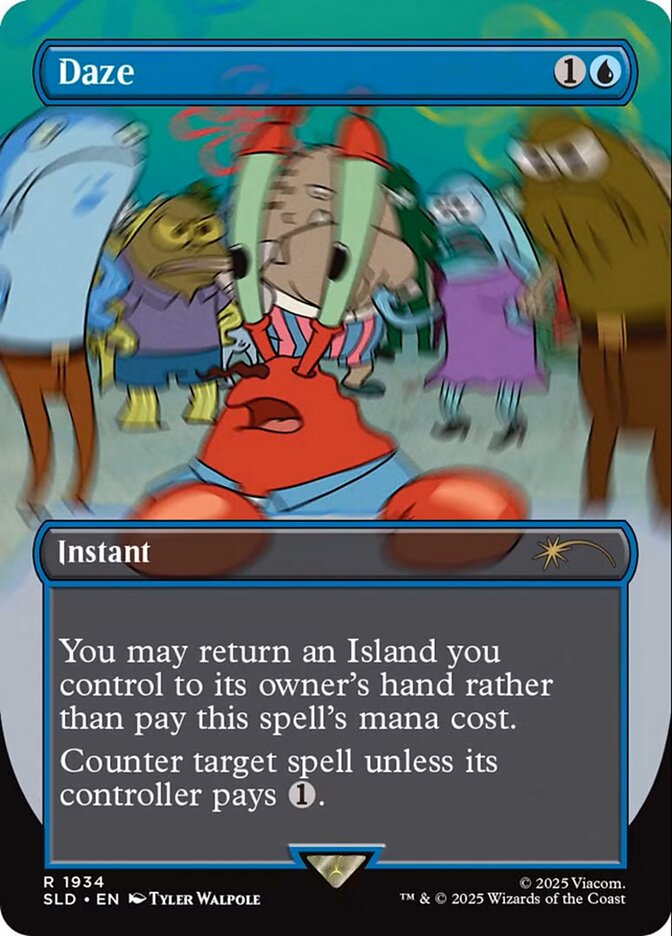 Daze 1
Instant
You may return an Island you
control to its owner's hand rather
than pay this spell's mana cost.
Counter target spell unless its
controller pays 1.
R 1934
SLD • EN Tyler Walpole
© 2025 Viacom.
™ & © 2025 Wizards of the Coast